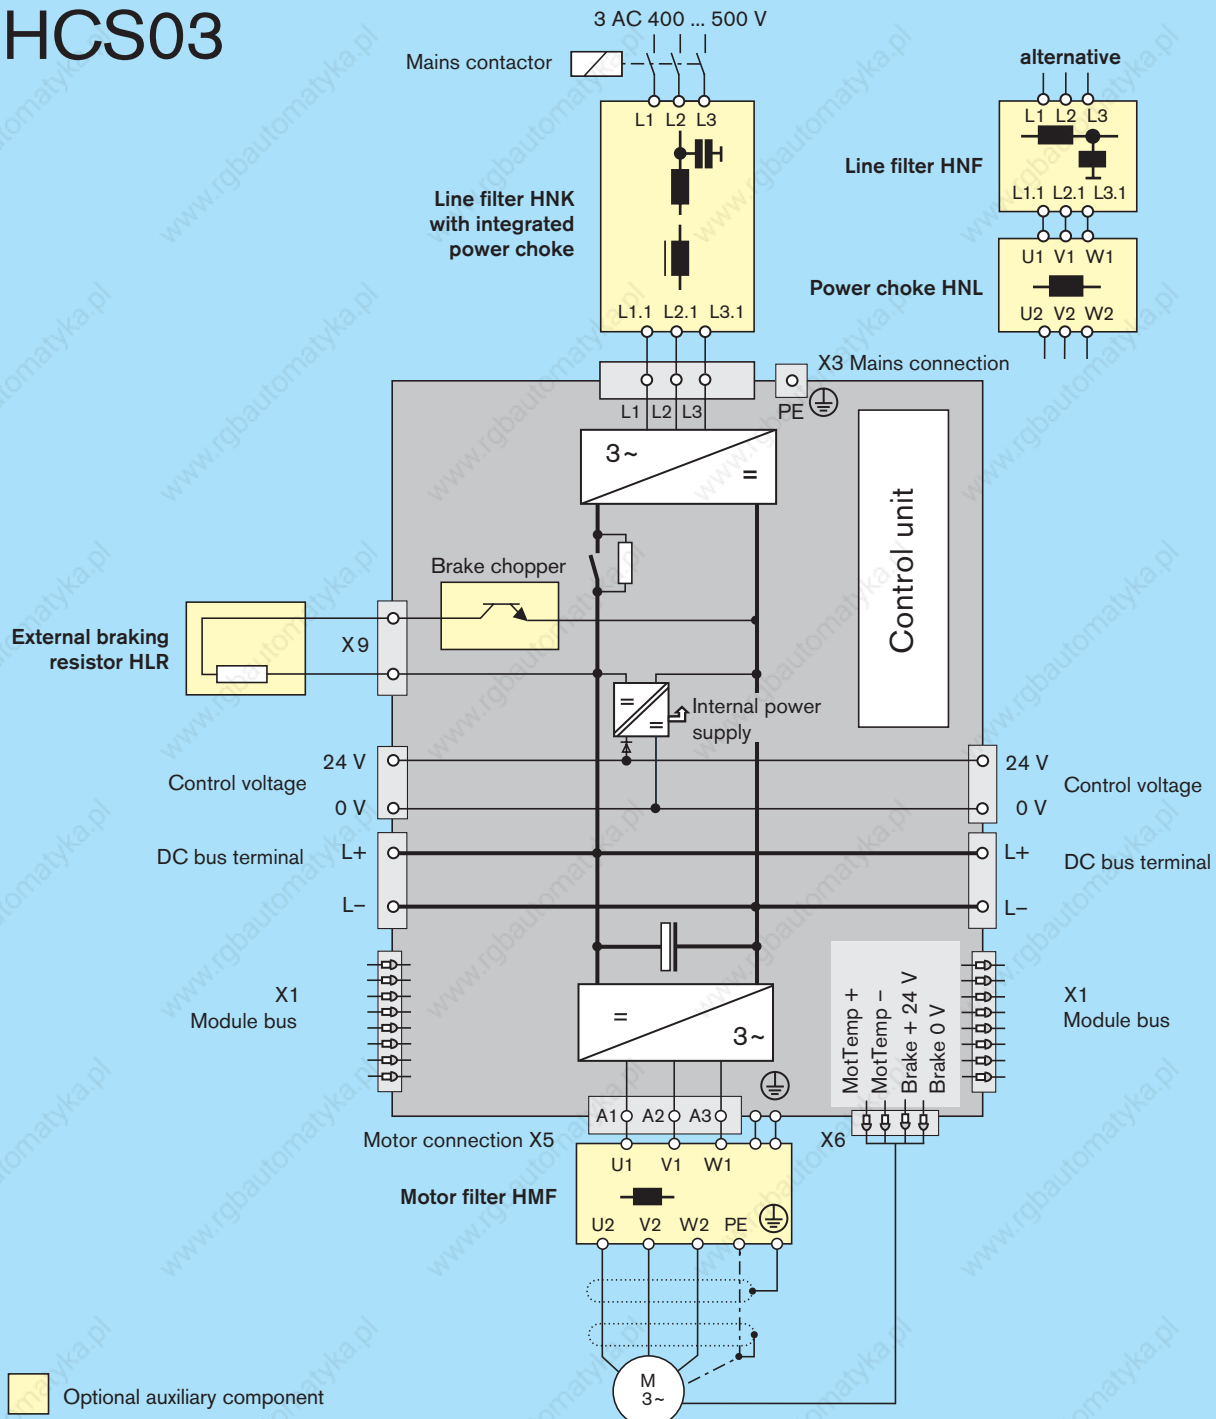 HCS03
3 AC 400 ... 500 V
Mains contactor
alternative
L1 L2 L3
L1 L2 L3
Line filter HNF
L1.1 L2.1 L3.1
Line filter HNK
with integrated
power choke
U1 V1 W1
Power choke HNL
U2 V2 W2
L1.1 L2.1 L3.1
X3 Mains connection
L1 L2 L3
PE
3~
=
Control unit
Brake chopper
External braking
resistor HLR
X9
=
=
Internal power
supply
24 V
Control voltage
0 V
24 V
Control voltage
0 V
DC bus terminal
L+
L–
L+
DC bus terminal
L–
X1
Module bus
=
3~
MotTemp +
MotTemp –
Brake + 24 V
Brake 0 V
X1
Module bus
A1 A2 A3
Motor connection X5
X6
U1 V1 W1
Motor filter HMF
U2 V2 W2 PE
M
3~
Optional auxiliary component
www.rgbautomatyka.pl